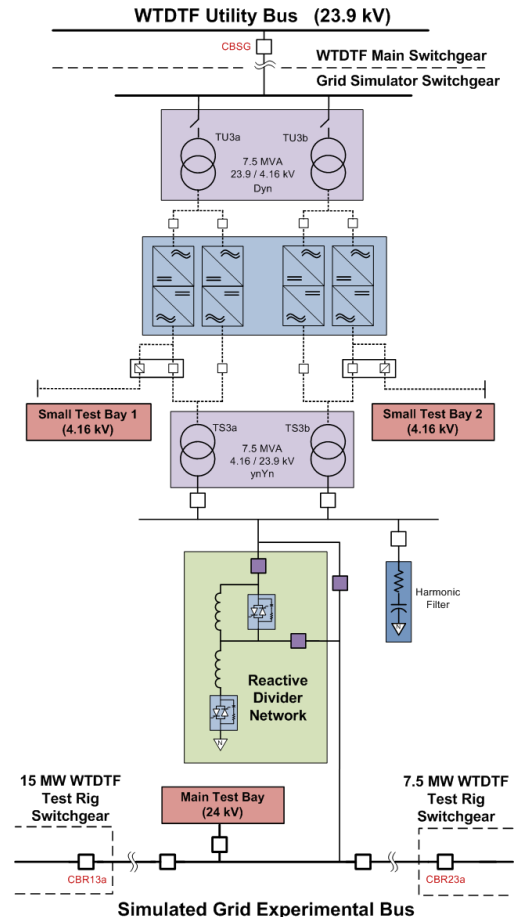 WTDTF Utility Bus (23.9 kV)
CBSG
WTDTF Main Switchgear
Grid Simulator Switchgear
TU3a
TU3b
7.5 MVA
23.9 / 4.16 kV
Dyn
Small Test Bay 1
(4.16 kV)
Small Test Bay 2
(4.16 kV)
TS3a
TS3b
7.5 MVA
4.16 / 23.9 kV
ynYn
Harmonic
Filter
N
Reactive
Divider
Network
N
15 MW WTDTF
Test Rig
Switchgear
Main Test Bay
(24 kV)
7.5 MW WTDTF
Test Rig
Switchgear
CBR13a
CBR23a
Simulated Grid Experimental Bus